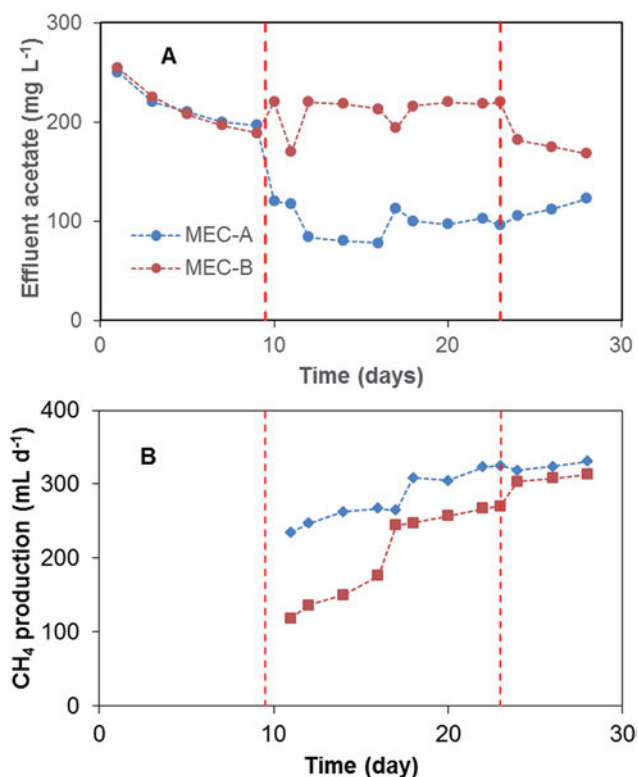 300
A
200
100
0
Effluent acetate (mg L⁻¹)
MEC-A
MEC-B
0 10 20 30
Time (days)
400
B
300
200
100
0
CH₄ production (mL d⁻¹)
0 10 20 30
Time (day)